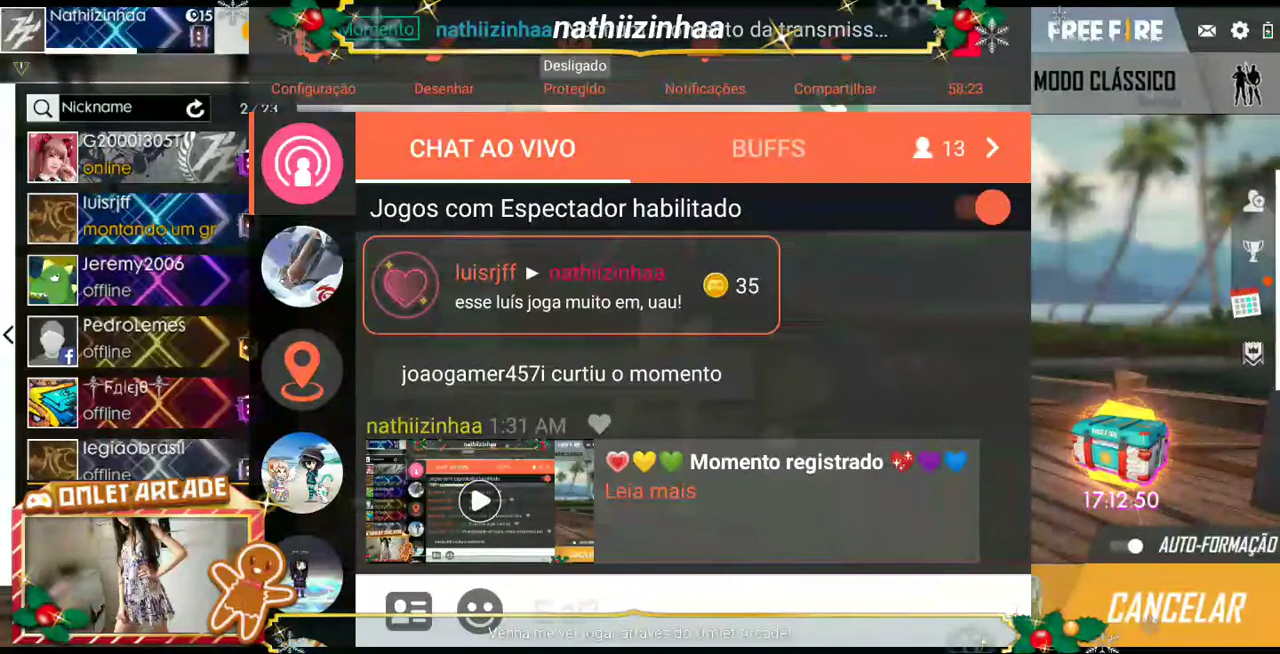 Nathiizinhaa
15
Momento
nathiizinhaa
nathiizinhaa
momento da transmiss...
Desligado
Configuração
Desenhar
Protegido
Notificações
Compartilhar
58:23
FREE FIRE
MODO CLÁSSICO
Nickname
2/23
G20001305T
online
luisrjff
montando um gr
Jeremy2006
offline
PedroLemes
offline
offline
legiaobrasil
offline
OMLET ARCADE
CHAT AO VIVO
BUFFS
13
Jogos com Espectador habilitado
luisrjff ▶ nathiizinhaa
35
esse luís joga muito em, uau!
joaogamer457i curtiu o momento
nathiizinhaa 1:31 AM
💗💛💚 Momento registrado 💖💜💙
Leia mais
Venha me ver jogar através do Omlet Arcade!
17:12:50
AUTO-FORMAÇÃO
CANCELAR